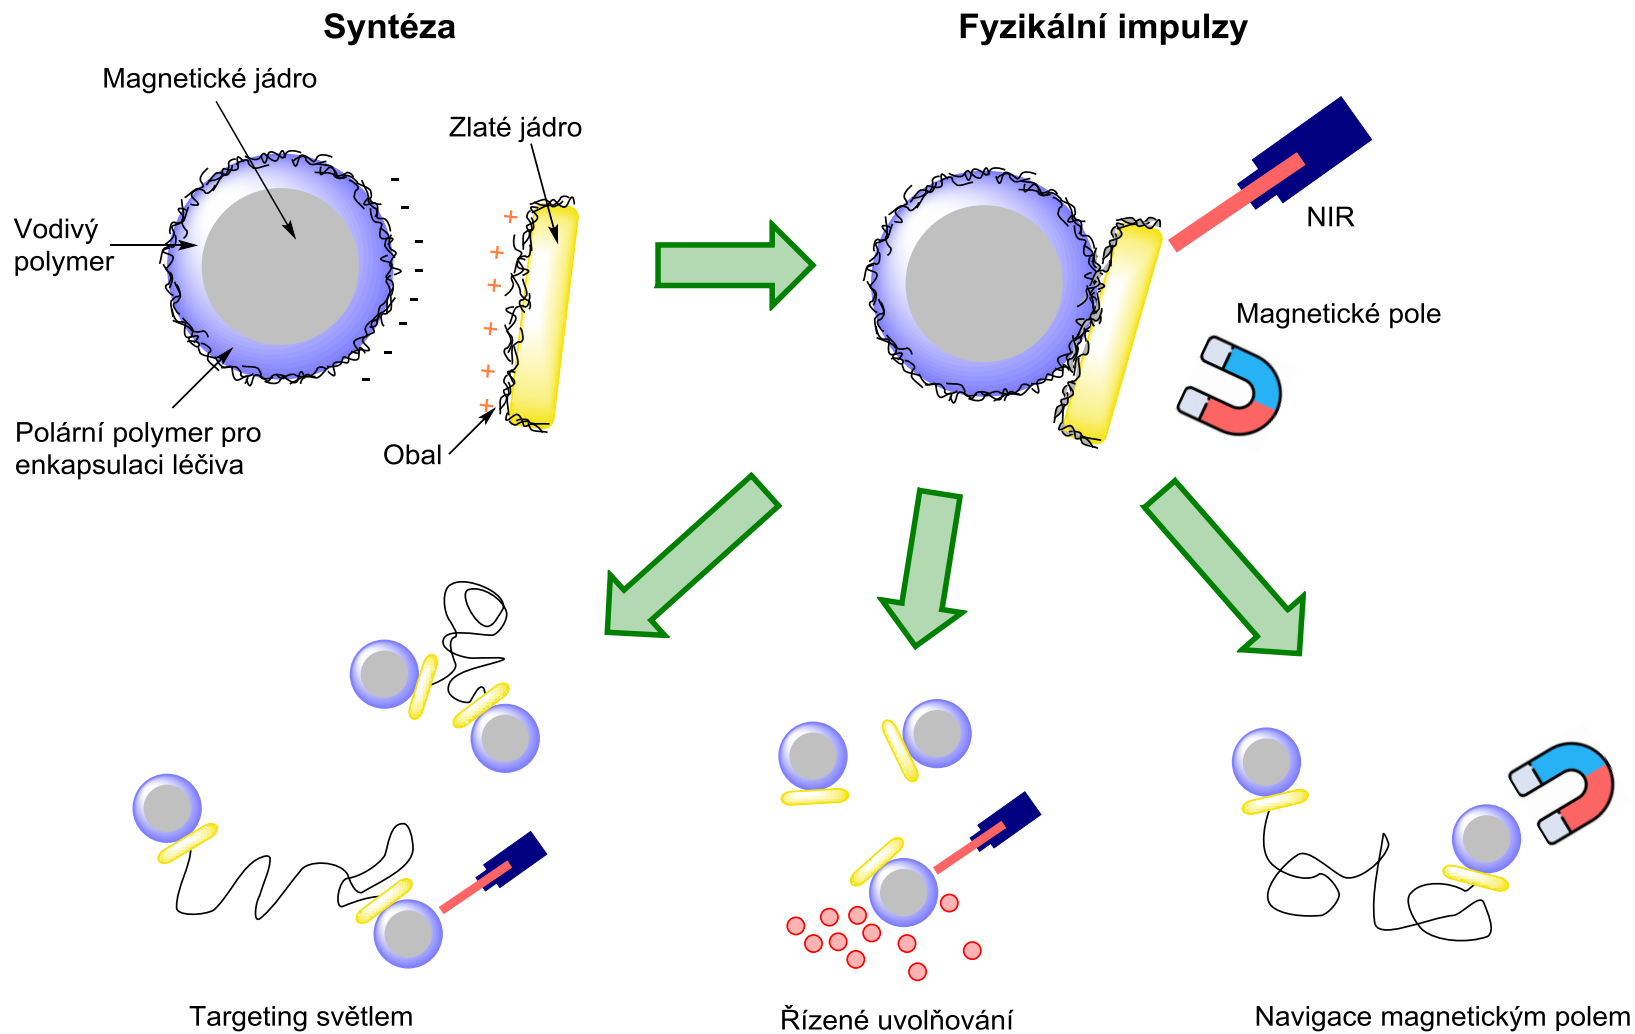 Syntéza
Fyzikální impulzy
Magnetické jádro
Zlaté jádro
Vodivý
polymer
NIR
Magnetické pole
Polární polymer pro
enkapsulaci léčiva
Obal
Targeting světlem
Řízené uvolňování
Navigace magnetickým polem